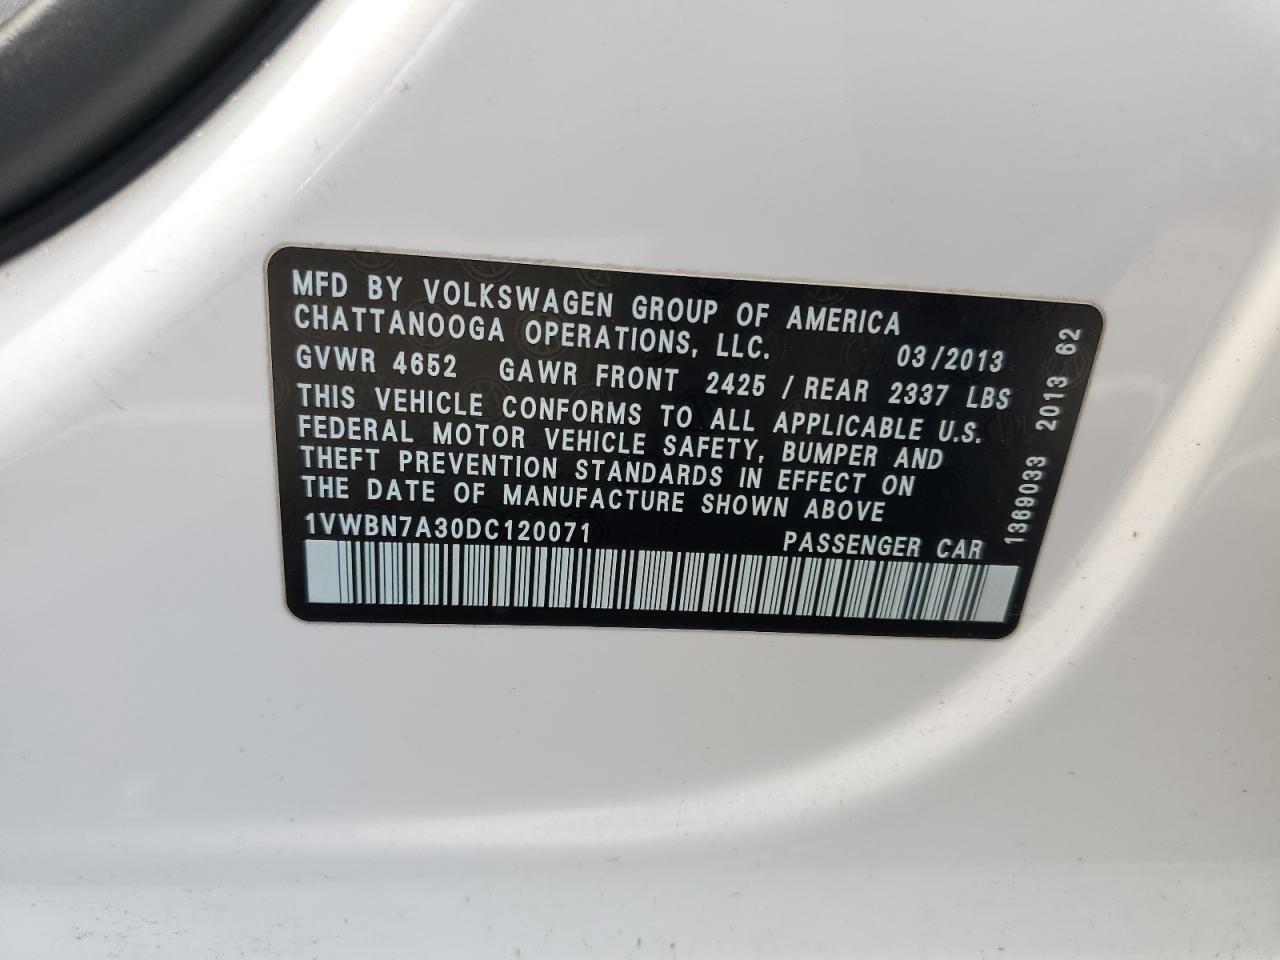 MFD BY VOLKSWAGEN GROUP OF AMERICA
CHATTANOOGA OPERATIONS, LLC. 03/2013
GVWR 4652 GAWR FRONT 2425 / REAR 2337 LBS
THIS VEHICLE CONFORMS TO ALL APPLICABLE U.S.
FEDERAL MOTOR VEHICLE SAFETY, BUMPER AND
THEFT PREVENTION STANDARDS IN EFFECT ON
THE DATE OF MANUFACTURE SHOWN ABOVE
1VWBN7A30DC120071 PASSENGER CAR
1369033 2013 62